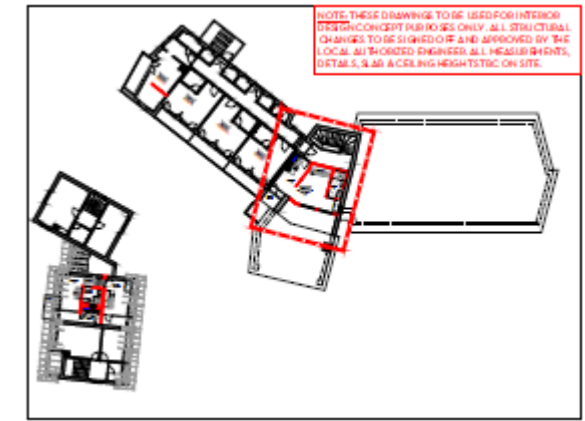 NOTE: THESE DRAWINGS TO BE USED FOR INTERIOR
DESIGN CONCEPT PURPOSES ONLY. ALL STRUCTURAL
CHANGES TO BE SIGNED OFF AND APPROVED BY THE
LOCAL AUTHORIZED ENGINEER. ALL MEASUREMENTS,
DETAILS, SLAB & CEILING HEIGHTS TBC ON SITE.